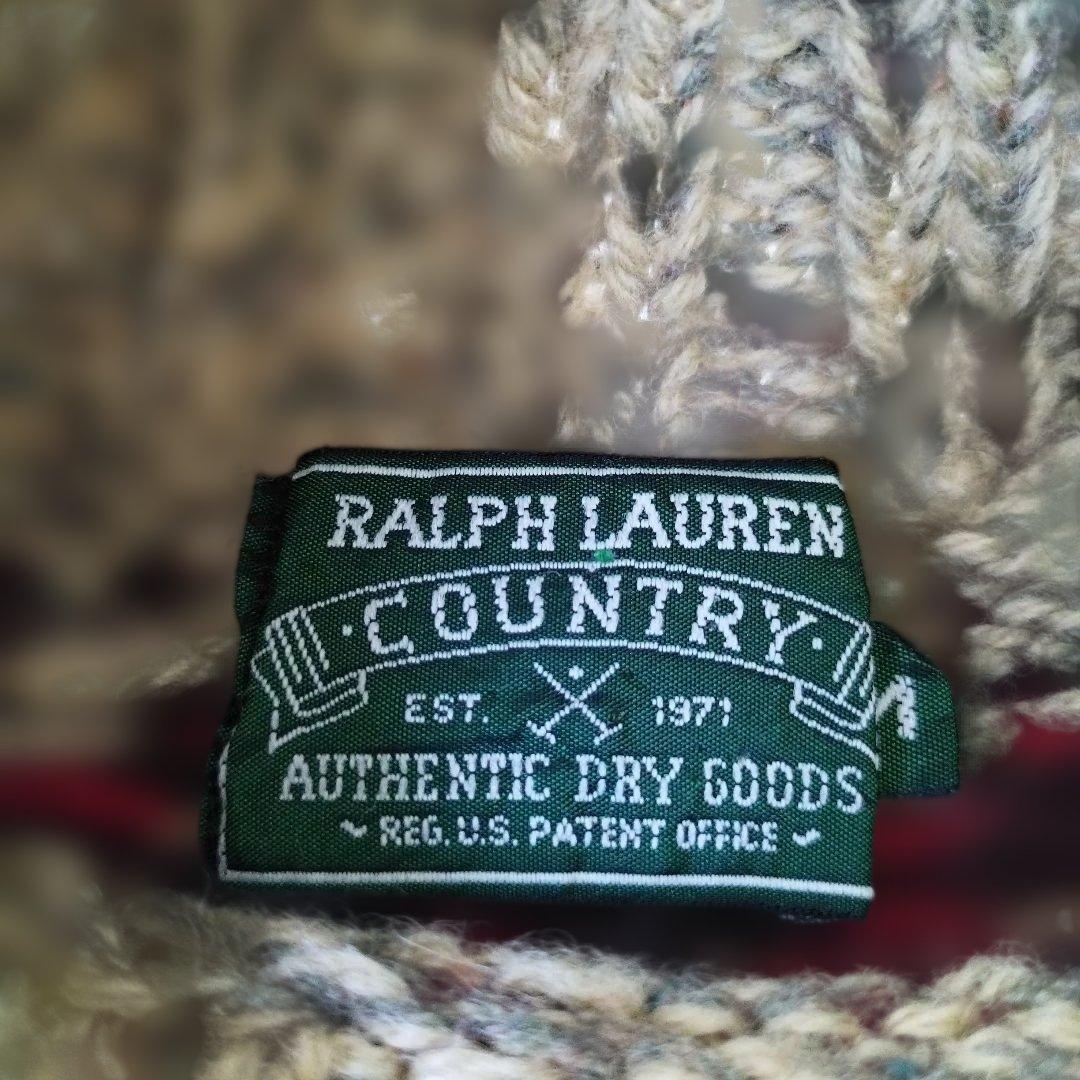 RALPH LAUREN
· COUNTRY ·
EST. 1971
AUTHENTIC DRY GOODS
~ REG. U.S. PATENT OFFICE ~